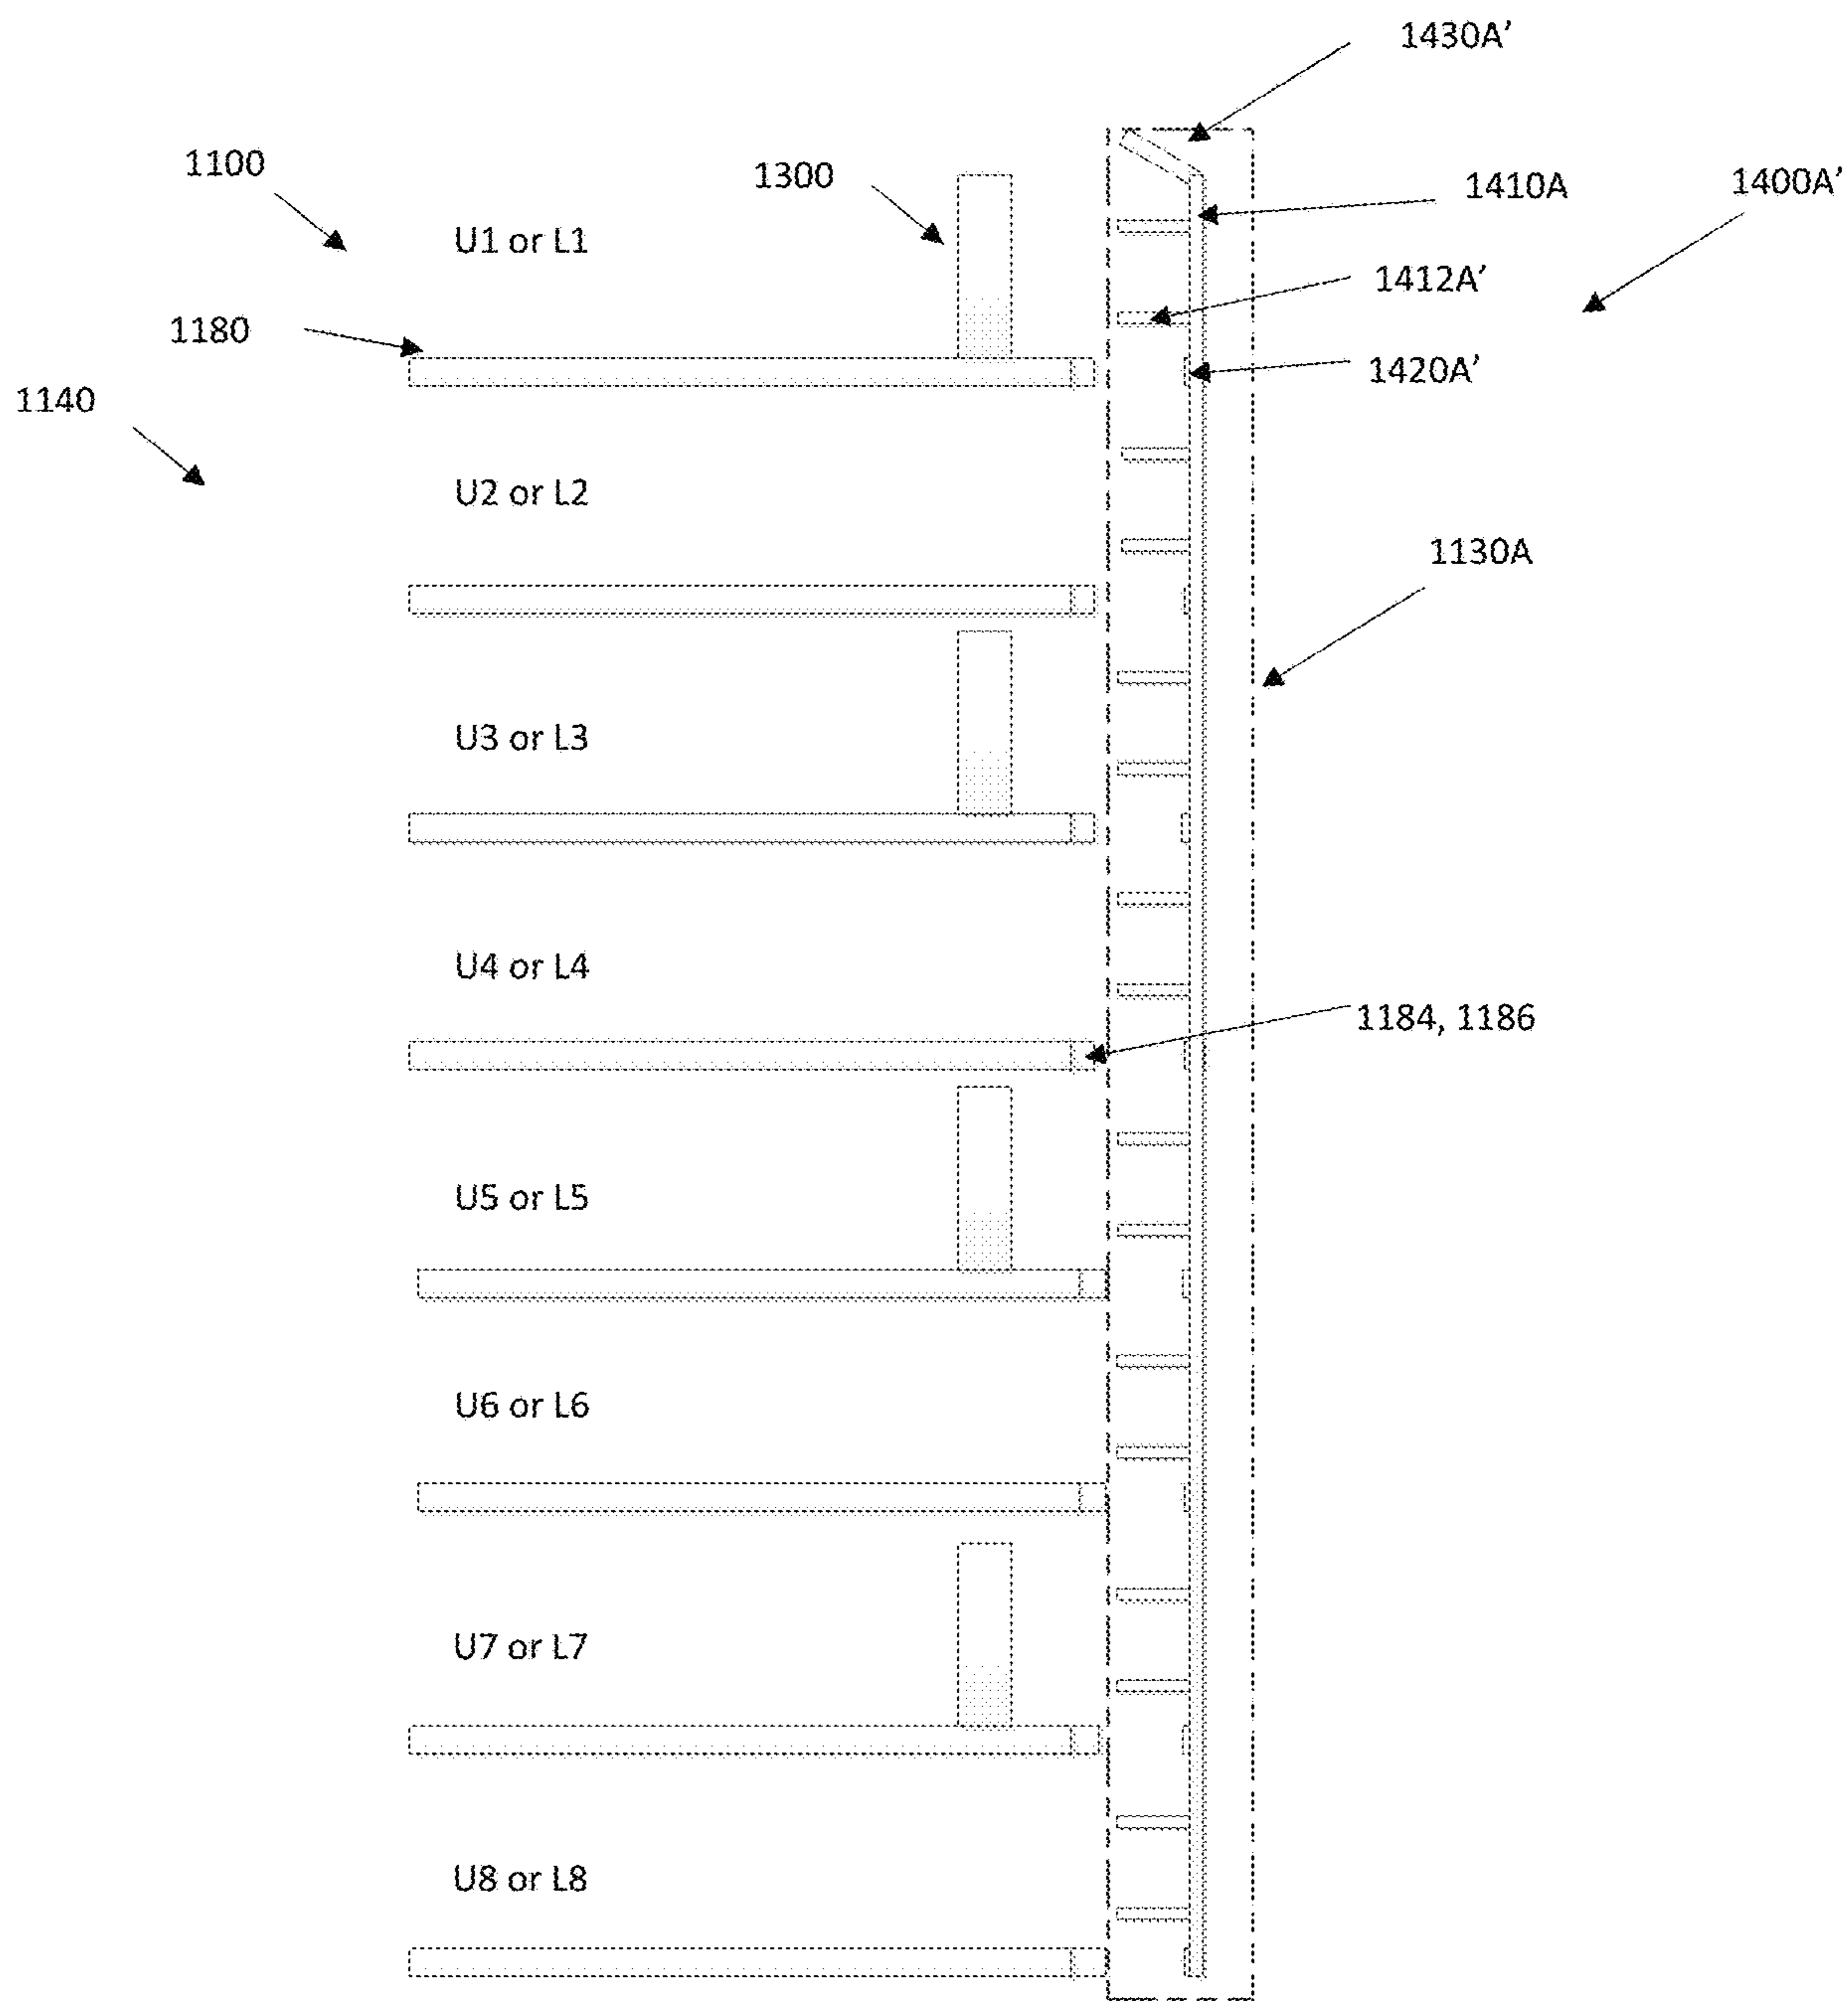 1430A'
1100
1300
1410A
1400A'
U1 or L1
1412A'
1180
1420A'
1140
U2 or L2
1130A
U3 or L3
U4 or L4
1184, 1186
U5 or L5
U6 or L6
U7 or L7
U8 or L8